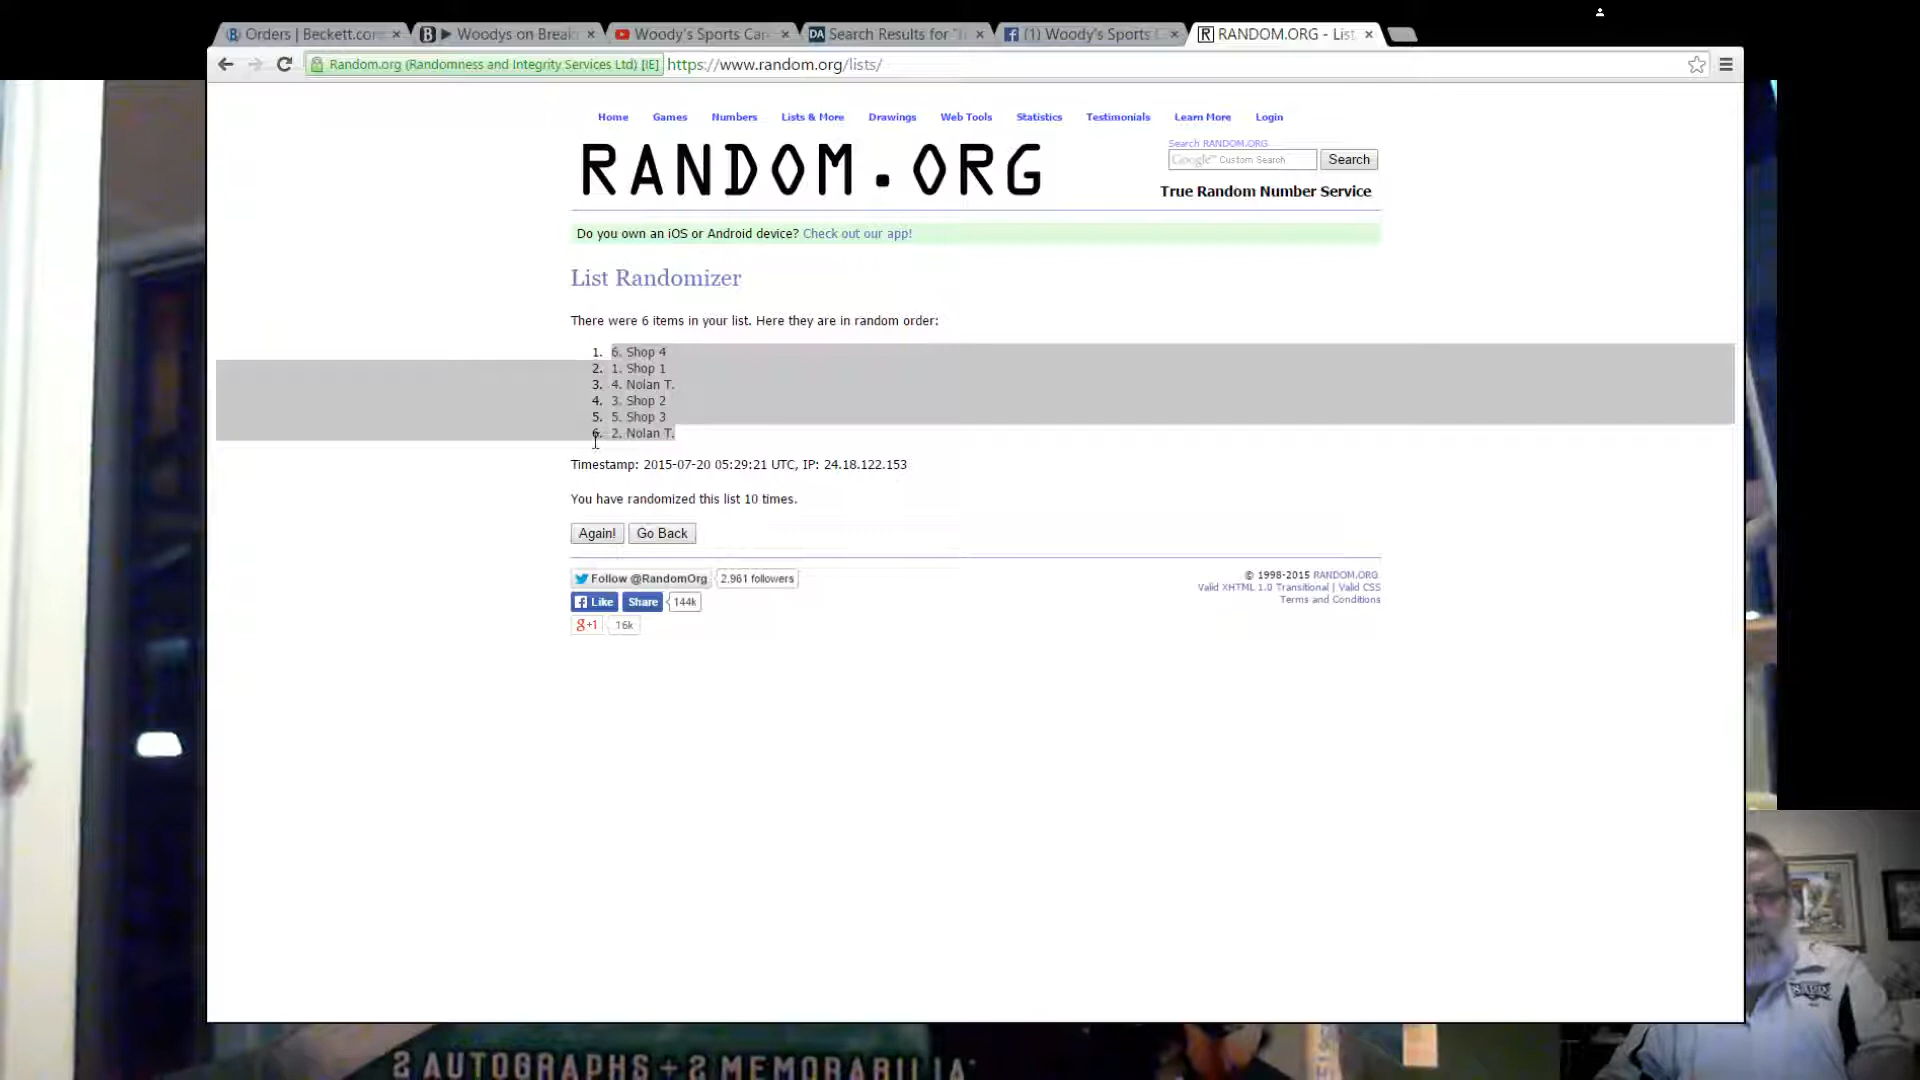 Orders | Beckett.com
Woodys on Break
Woody's Sports Car
Search Results for "
(1) Woody's Sports C
RANDOM.ORG - List
Random.org (Randomness and Integrity Services Ltd) [IE]
https://www.random.org/lists/
Home Games Numbers Lists & More Drawings Web Tools Statistics Testimonials Learn More Login
RANDOM.ORG
Search RANDOM.ORG
Google™ Custom Search
Search
True Random Number Service
Do you own an iOS or Android device? Check out our app!
List Randomizer
There were 6 items in your list. Here they are in random order:
1. 6. Shop 4
2. 1. Shop 1
3. 4. Nolan T.
4. 3. Shop 2
5. 5. Shop 3
6. 2. Nolan T.
Timestamp: 2015-07-20 05:29:21 UTC, IP: 24.18.122.153
You have randomized this list 10 times.
Again! Go Back
Follow @RandomOrg 2,961 followers
Like Share 144k
g+1 16k
© 1998-2015 RANDOM.ORG
Valid XHTML 1.0 Transitional | Valid CSS
Terms and Conditions
2 AUTOGRAPHS + 2 MEMORABILIA